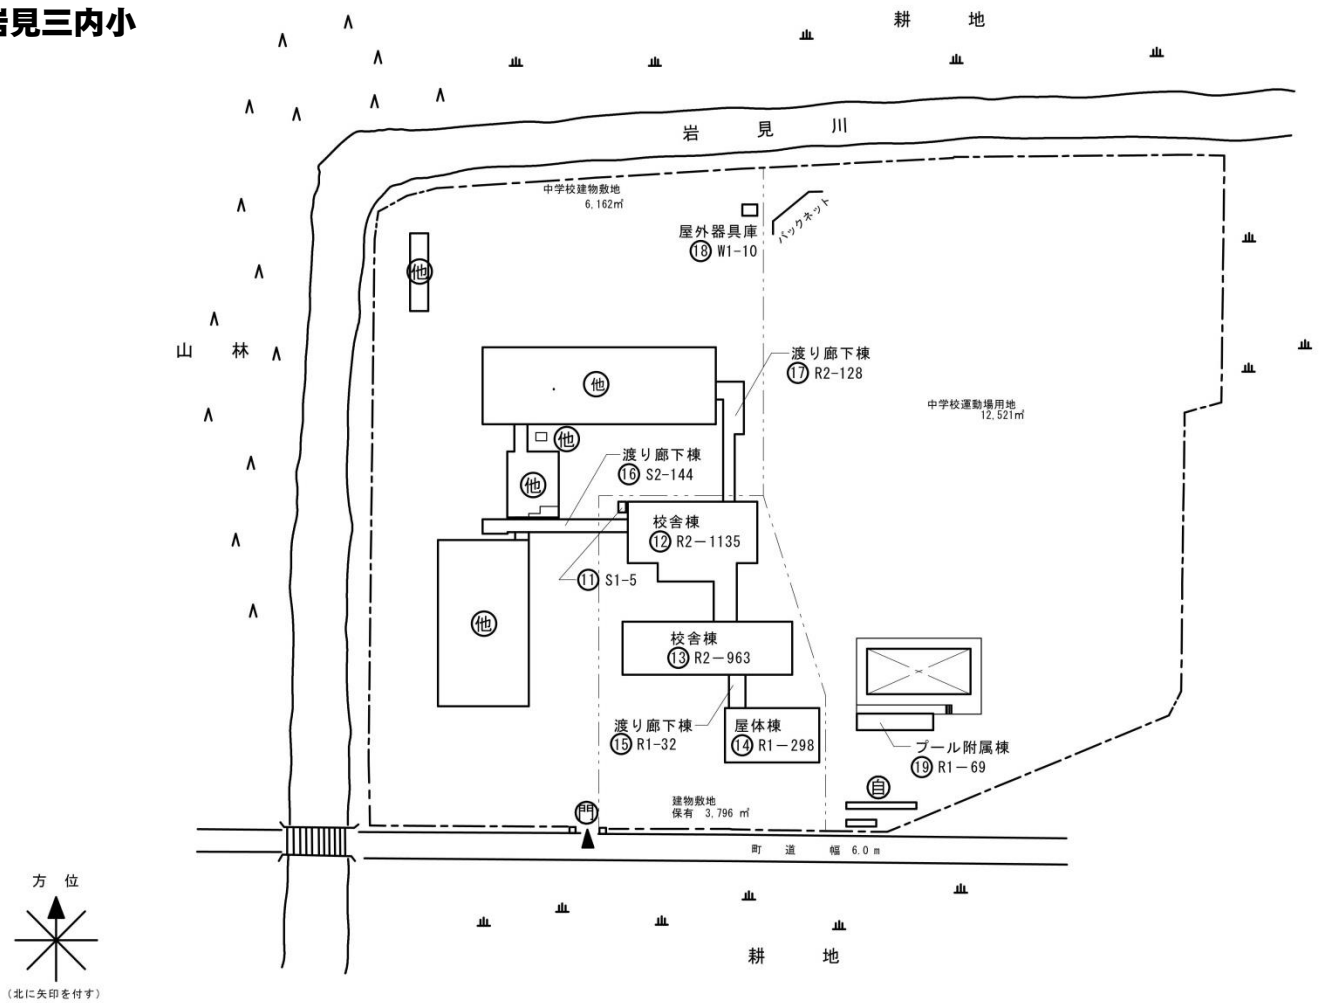 岩見三内小
耕 地
岩 見 川
中学校建物敷地
6,162㎡
バックネット
屋外器具庫
⑱ W1-10
他
山 林
渡り廊下棟
⑰ R2-128
他
中学校運動場用地
12,521㎡
他
渡り廊下棟
⑯ S2-144
他
校舎棟
⑫ R2－1135
⑪ S1-5
他
校舎棟
⑬ R2－963
渡り廊下棟
⑮ R1-32
屋体棟
⑭ R1－298
プール附属棟
⑲ R1－69
自
建物敷地
保有 3,796 ㎡
門
町 道 幅 6.0 m
方 位
耕 地
(北に矢印を付す)